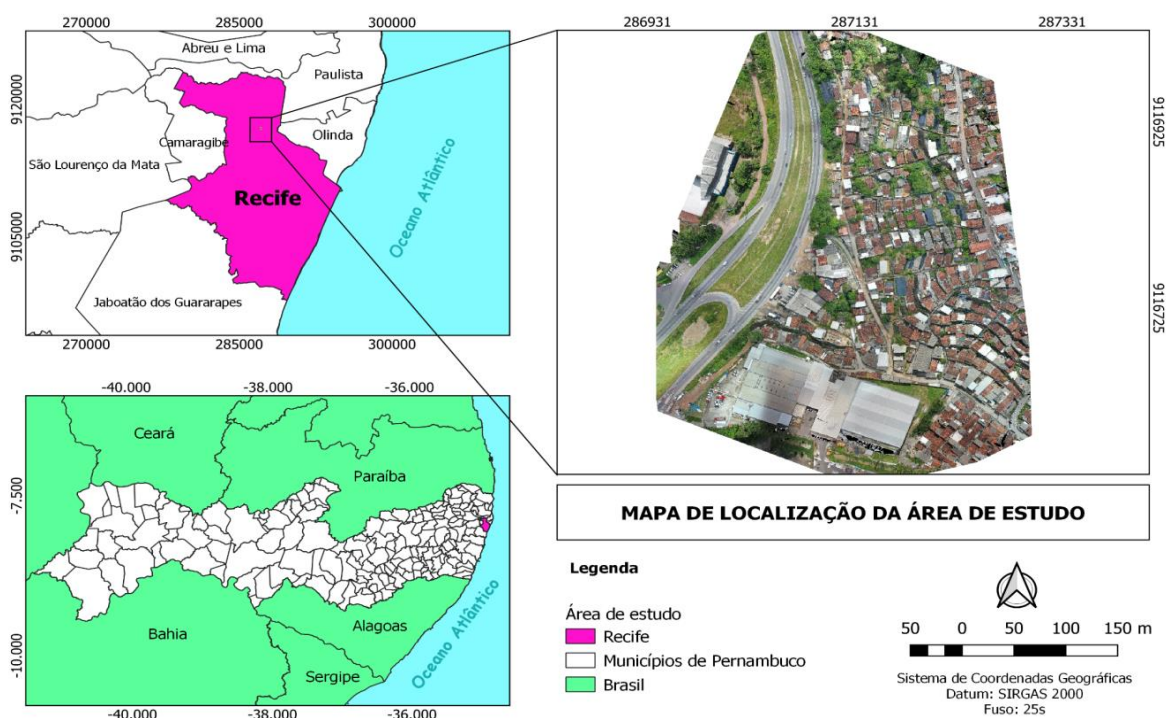 270000 285000 300000
Abreu e Lima
Paulista
9120000
Olinda
Camaragibe
São Lourenço da Mata
Recife
Oceano Atlântico
9105000
Jaboatão dos Guararapes
270000 285000 300000
286931 287131 287331
9116925
9116725
-40.000 -38.000 -36.000
Ceará
Paraíba
-7.500
Bahia
Alagoas
Sergipe
Oceano Atlântico
-10.000
-40.000 -38.000 -36.000
MAPA DE LOCALIZAÇÃO DA ÁREA DE ESTUDO
Legenda
Área de estudo
Recife
Municípios de Pernambuco
Brasil
50 0 50 100 150 m
Sistema de Coordenadas Geográficas
Datum: SIRGAS 2000
Fuso: 25s